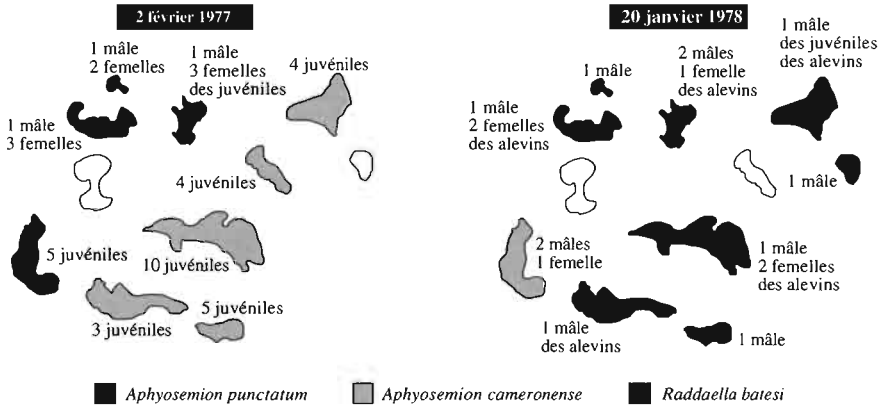 2 février 1977
1 mâle
2 femelles
1 mâle
3 femelles
des juvéniles
4 juvéniles
1 mâle
3 femelles
4 juvéniles
5 juvéniles
10 juvéniles
3 juvéniles
5 juvéniles
20 janvier 1978
1 mâle
2 mâles
1 femelle
des alevins
1 mâle
des juvéniles
des alevins
1 mâle
2 femelles
des alevins
1 mâle
2 mâles
1 femelle
1 mâle
2 femelles
des alevins
1 mâle
des alevins
1 mâle
Aphyosemion punctatum
Aphyosemion cameronense
Raddaella batesi